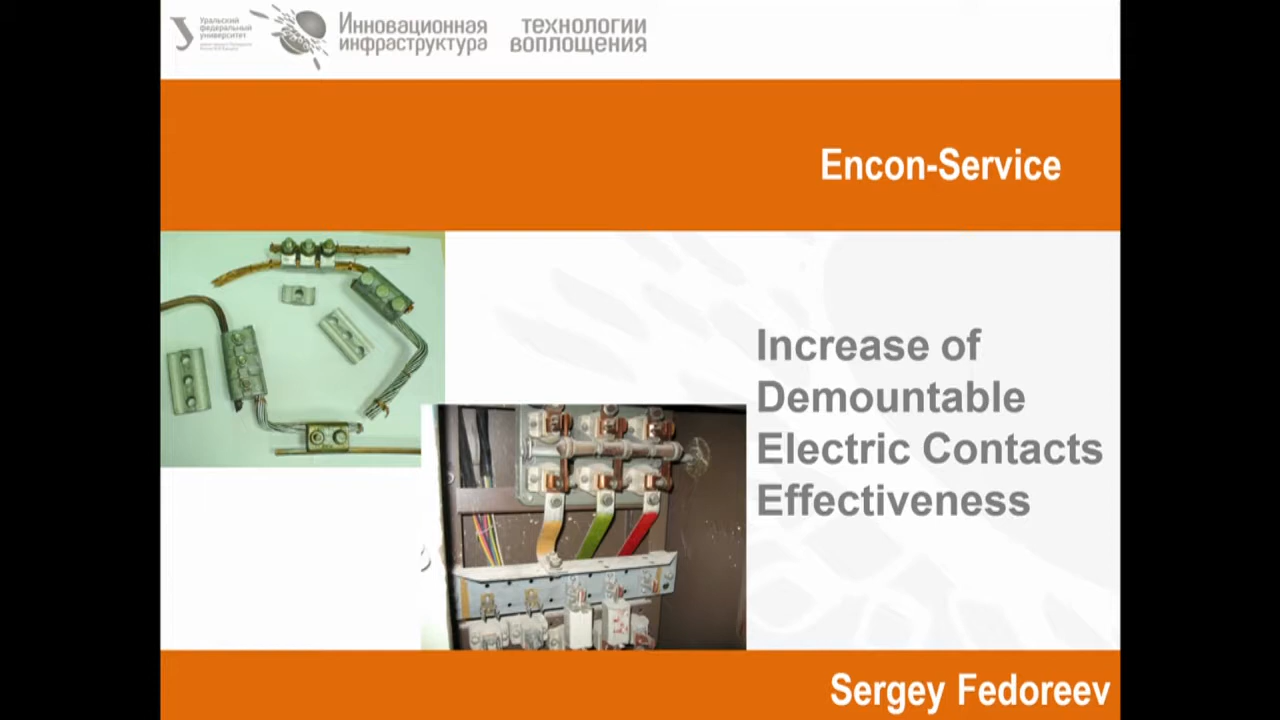 Уральский
федеральный
университет
Инновационная
инфраструктура
технологии
воплощения
Encon-Service
Increase of
Demountable
Electric Contacts
Effectiveness
Sergey Fedoreev